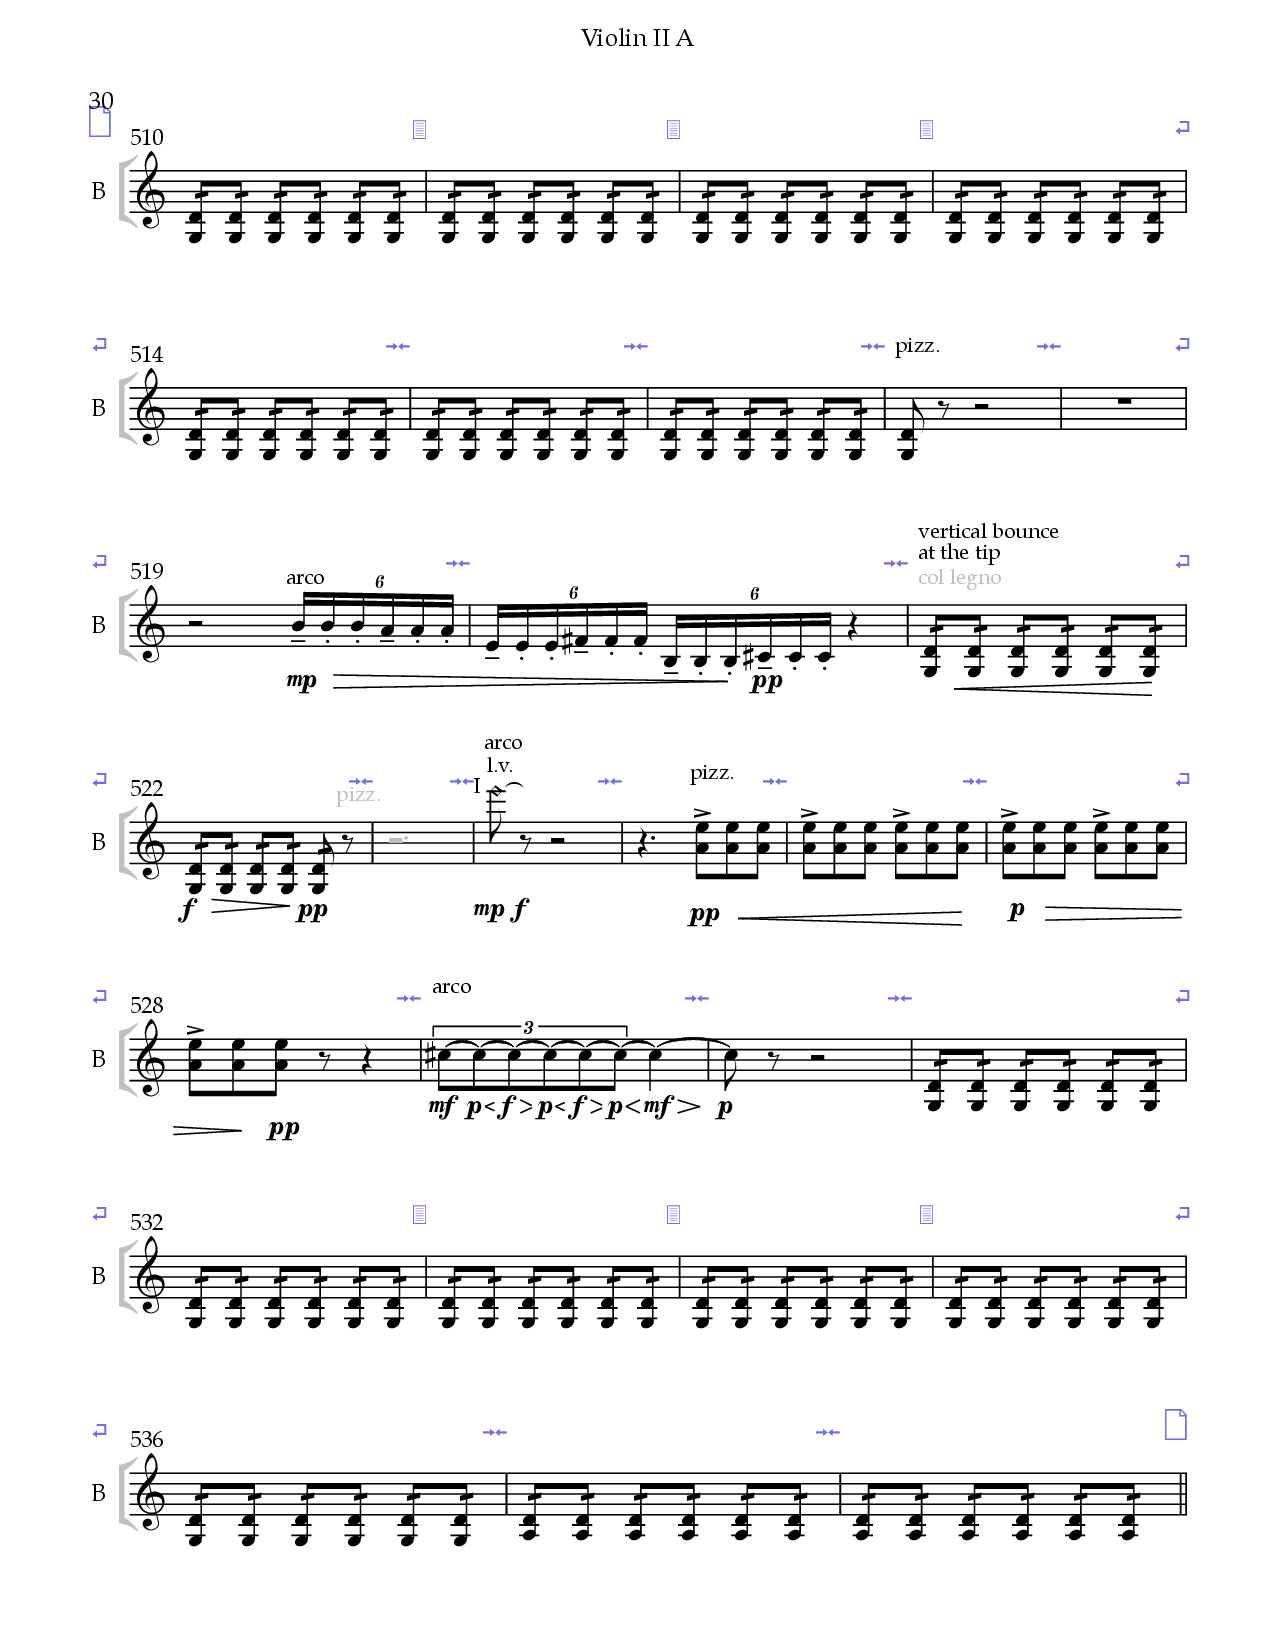 Violin II A
30
510
B
514
pizz.
B
vertical bounce
at the tip
519 arco 6 6 6 col legno
B
mp pp
arco
l.v.
522 pizz. I pizz.
B
f pp mp f pp p
528 arco
3
B
pp mf p f p f p mf p
532
B
536
B